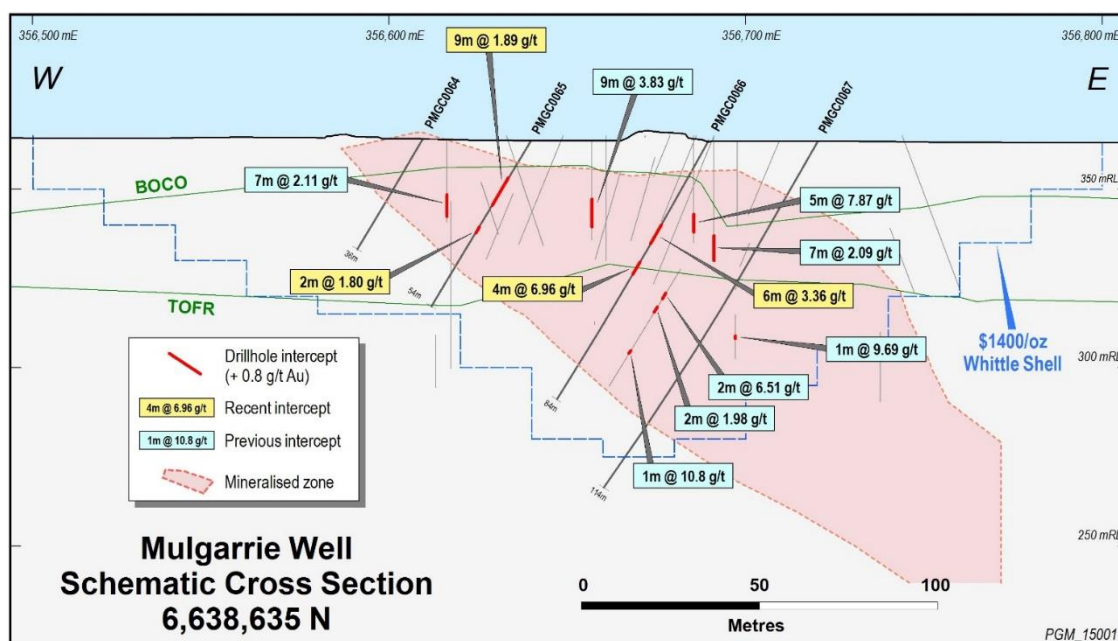 356,500 mE
356,600 mE
356,700 mE
356,800 mE
W
E
9m @ 1.89 g/t
9m @ 3.83 g/t
PMGC0064
PMGC0065
PMGC0066
PMGC0067
BOCO
7m @ 2.11 g/t
350 mRL
5m @ 7.87 g/t
7m @ 2.09 g/t
36m
2m @ 1.80 g/t
54m
4m @ 6.96 g/t
6m @ 3.36 g/t
TOFR
$1400/oz
Whittle Shell
1m @ 9.69 g/t
300 mRL
2m @ 6.51 g/t
84m
2m @ 1.98 g/t
1m @ 10.8 g/t
114m
Drillhole intercept
(+ 0.8 g/t Au)
4m @ 6.96 g/t
Recent intercept
1m @ 10.8 g/t
Previous intercept
Mineralised zone
250 mRL
Mulgarrie Well
Schematic Cross Section
6,638,635 N
0
50
100
Metres
PGM_15001